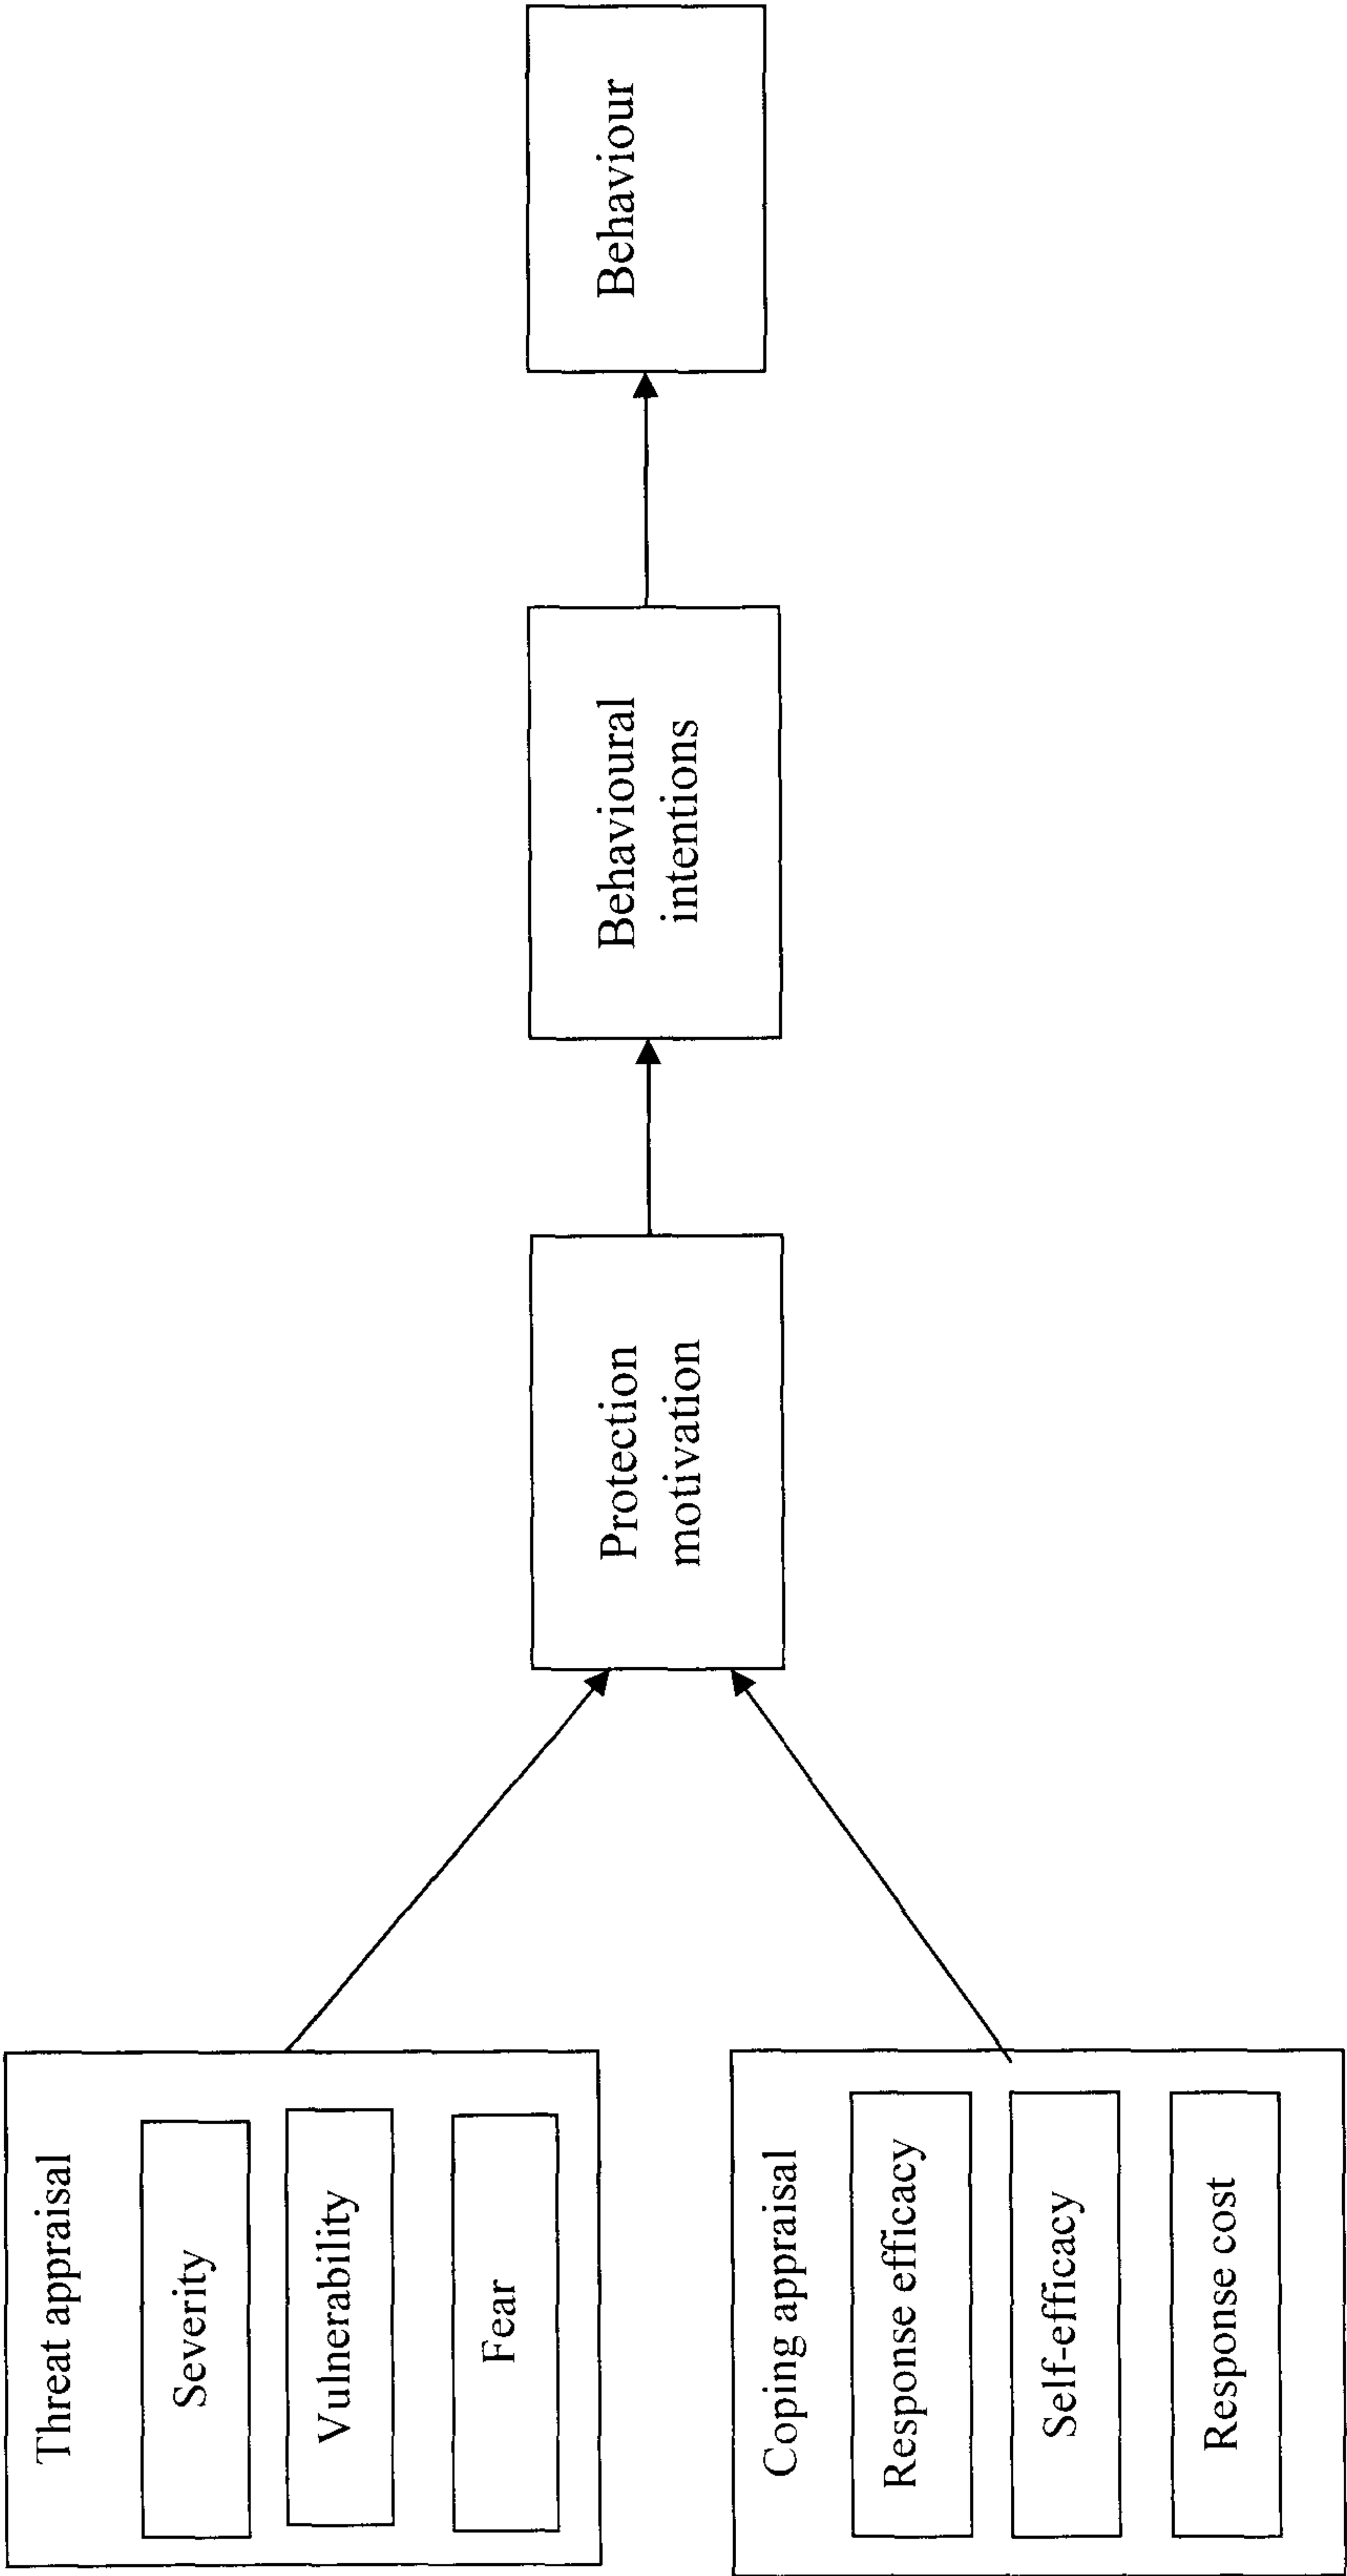 Threat appraisal
Severity
Vulnerability
Fear
Coping appraisal
Response efficacy
Self-efficacy
Response cost
Protection
motivation
Behavioural
intentions
Behaviour